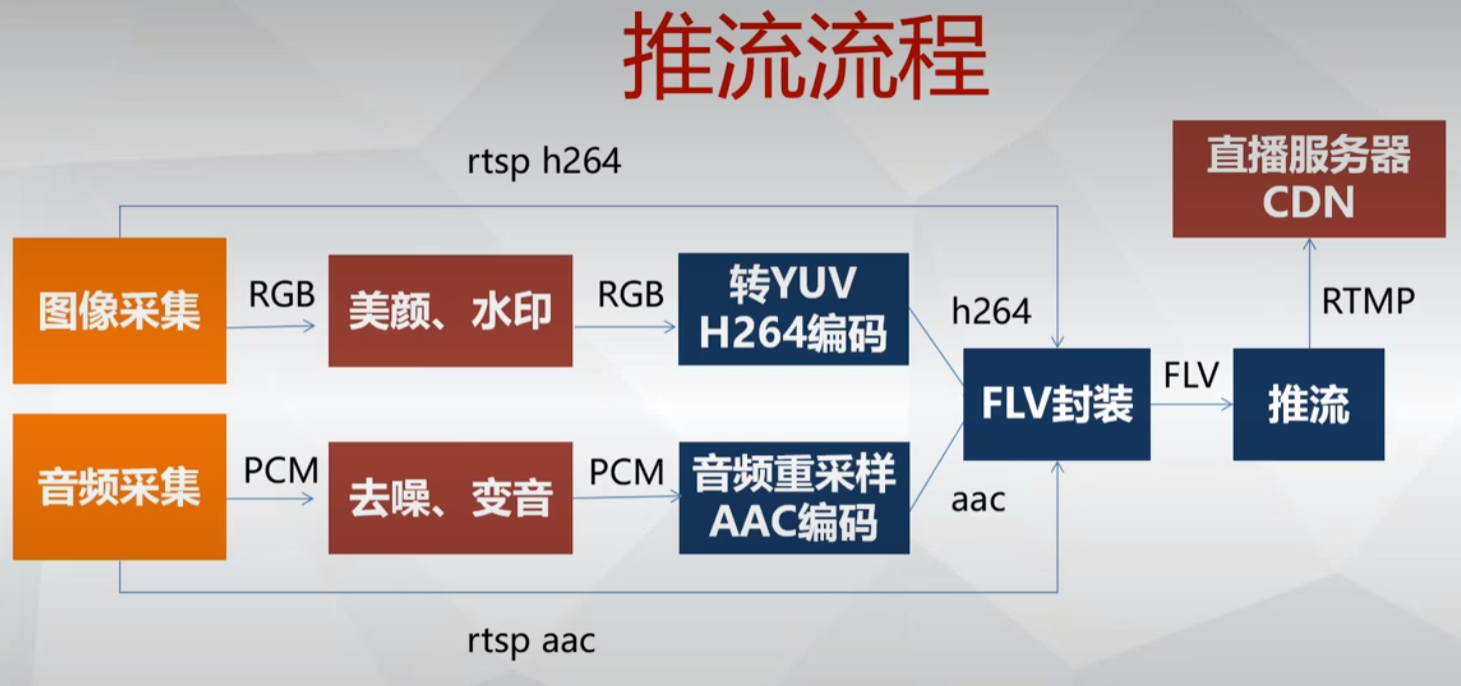 推流流程
rtsp h264
直播服务器
CDN
图像采集
RGB
美颜、水印
RGB
转YUV
H264编码
h264
RTMP
FLV封装
FLV
推流
音频采集
PCM
去噪、变音
PCM
音频重采样
AAC编码
aac
rtsp aac